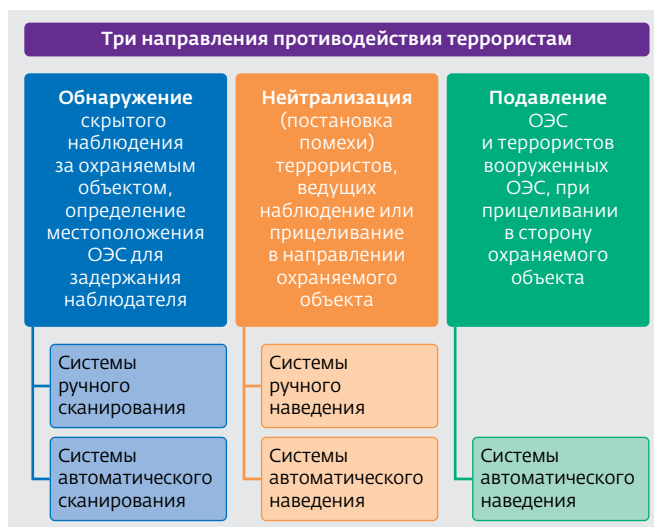 Три направления противодействия террористам
Обнаружение
скрытого
наблюдения
за охраняемым
объектом,
определение
местоположения
ОЭС для
задержания
наблюдателя
Системы
ручного
сканирования
Системы
автоматического
сканирования
Нейтрализация
(постановка
помехи)
террористов,
ведущих
наблюдение или
прицеливание
в направлении
охраняемого
объекта
Системы
ручного
наведения
Системы
автоматического
наведения
Подавление
ОЭС
и террористов
вооруженных
ОЭС, при
прицеливании
в сторону
охраняемого
объекта
Системы
автоматического
наведения